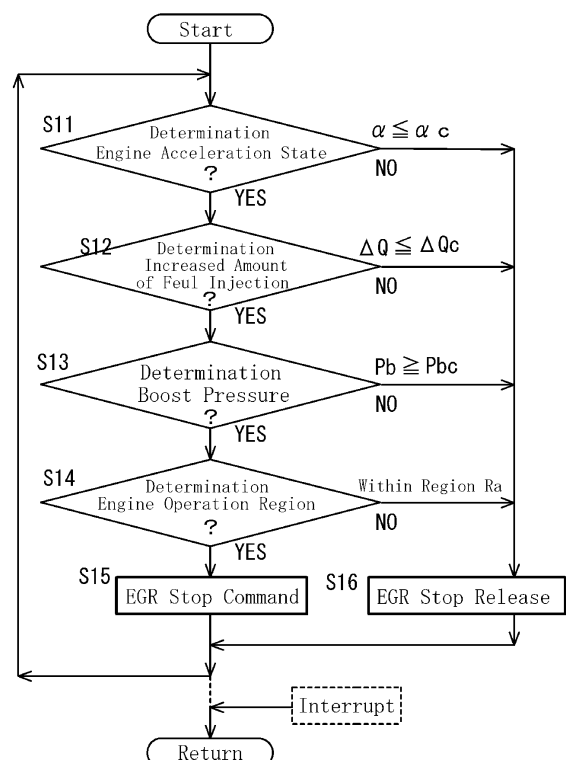 Start
S11
Determination
Engine Acceleration State
?
α ≦ α c
NO
YES
S12
Determination
Increased Amount
of Feul Injection
?
ΔQ ≦ ΔQc
NO
YES
S13
Determination
Boost Pressure
?
Pb ≧ Pbc
NO
YES
S14
Determination
Engine Operation Region
?
Within Region Ra
NO
YES
S15
EGR Stop Command
S16
EGR Stop Release
Interrupt
Return